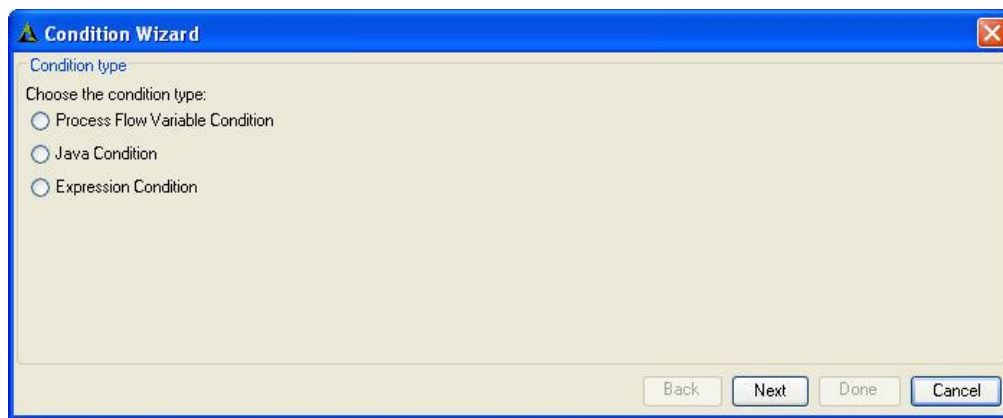 Condition Wizard
Condition type
Choose the condition type:
Process Flow Variable Condition
Java Condition
Expression Condition
Back Next Done Cancel